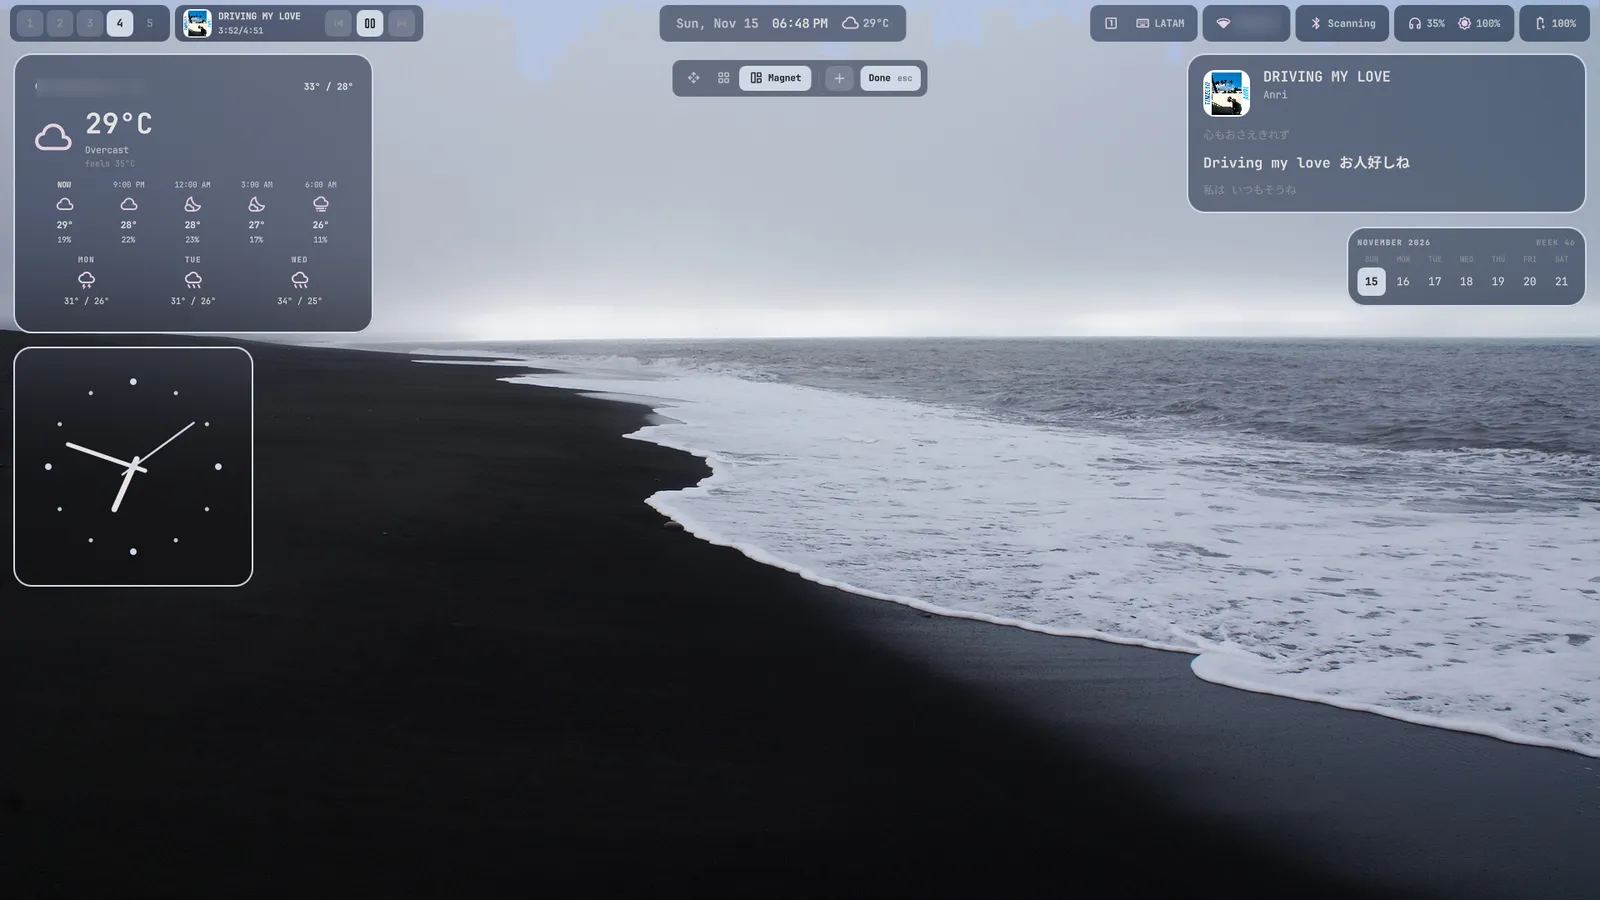 1 2 3 4 5
DRIVING MY LOVE
3:52/4:51
Sun, Nov 15 06:48 PM 29°C
LATAM
Scanning
35% 100%
100%
Magnet + Done esc
33° / 28°
29°C
Overcast
feels 35°C
NOW 9:00 PM 12:00 AM 3:00 AM 6:00 AM
29° 28° 28° 27° 26°
19% 22% 23% 17% 11%
MON TUE WED
31° / 26° 31° / 26° 34° / 25°
DRIVING MY LOVE
Anri
心もおさえきれず
Driving my love お人好しね
私は いつもそうね
NOVEMBER 2026 WEEK 46
SUN MON TUE WED THU FRI SAT
15 16 17 18 19 20 21